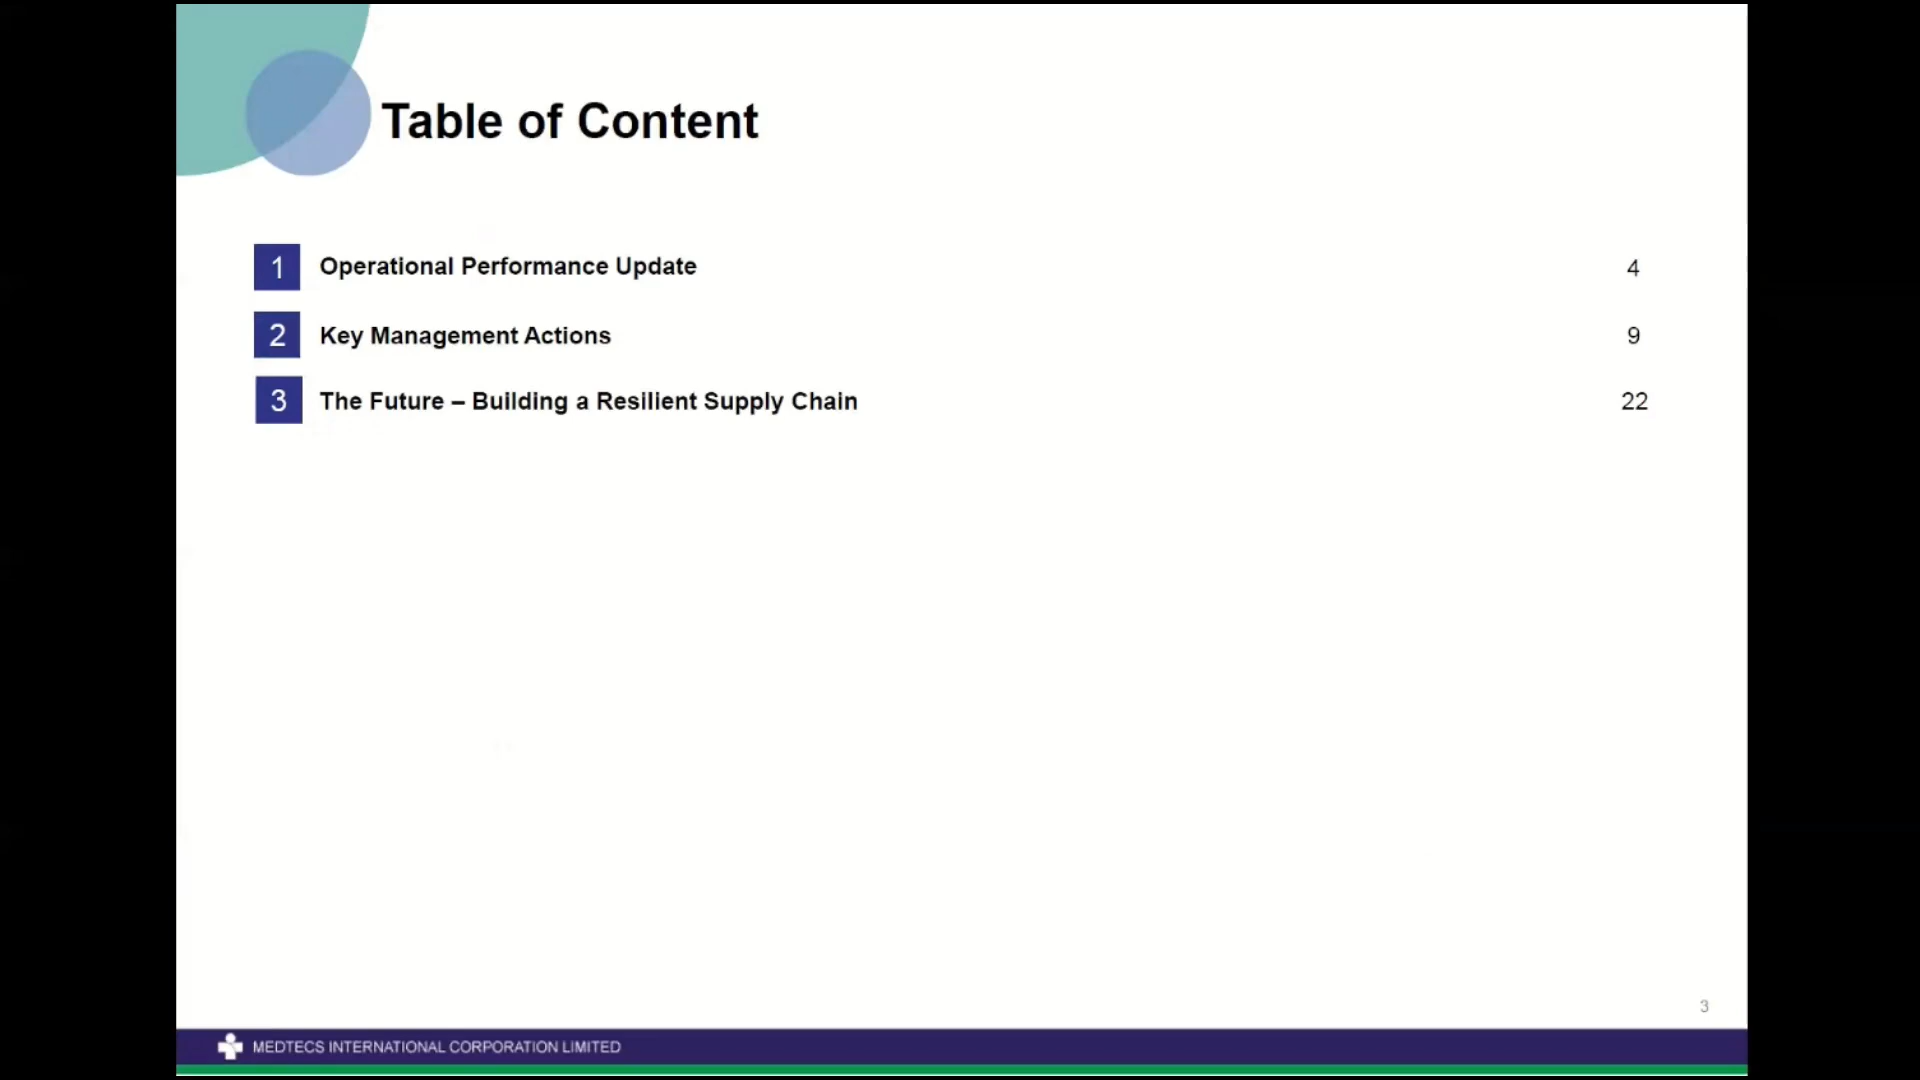 Table of Content
1 Operational Performance Update 4
2 Key Management Actions 9
3 The Future – Building a Resilient Supply Chain 22
3
MEDTECS INTERNATIONAL CORPORATION LIMITED